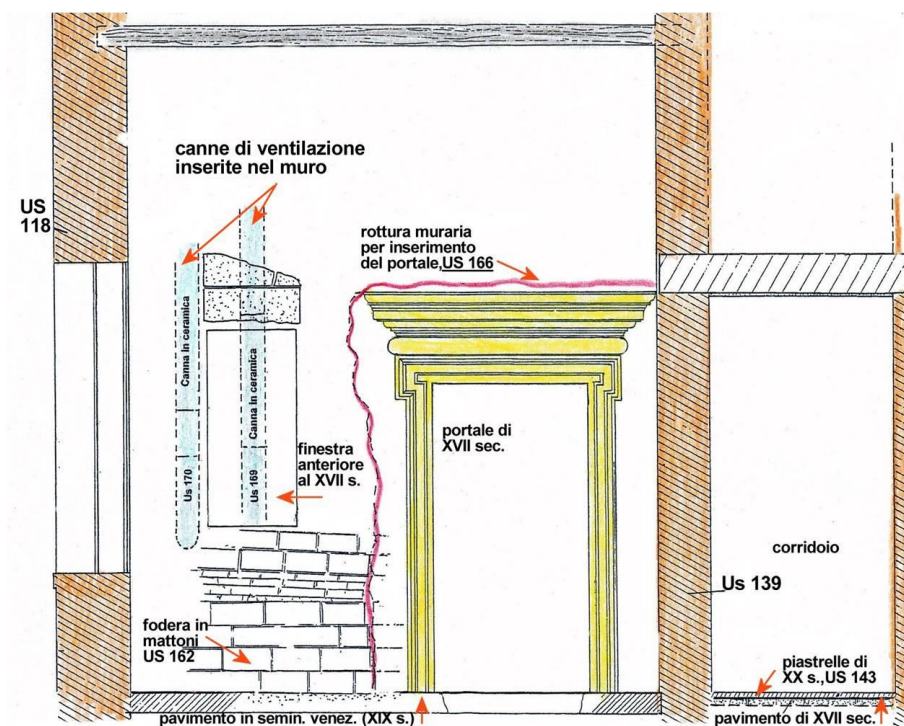 canne di ventilazione
inserite nel muro
US
118
rottura muraria
per inserimento
del portale,US 166
Canna in ceramica
Us 170
Canna in ceramica
Us 169
finestra
anteriore
al XVII s.
portale di
XVII sec.
corridoio
Us 139
fodera in
mattoni
US 162
piastrelle di
XX s.,US 143
pavimento in semin. venez. (XIX s.)
pavimento di XVII sec.